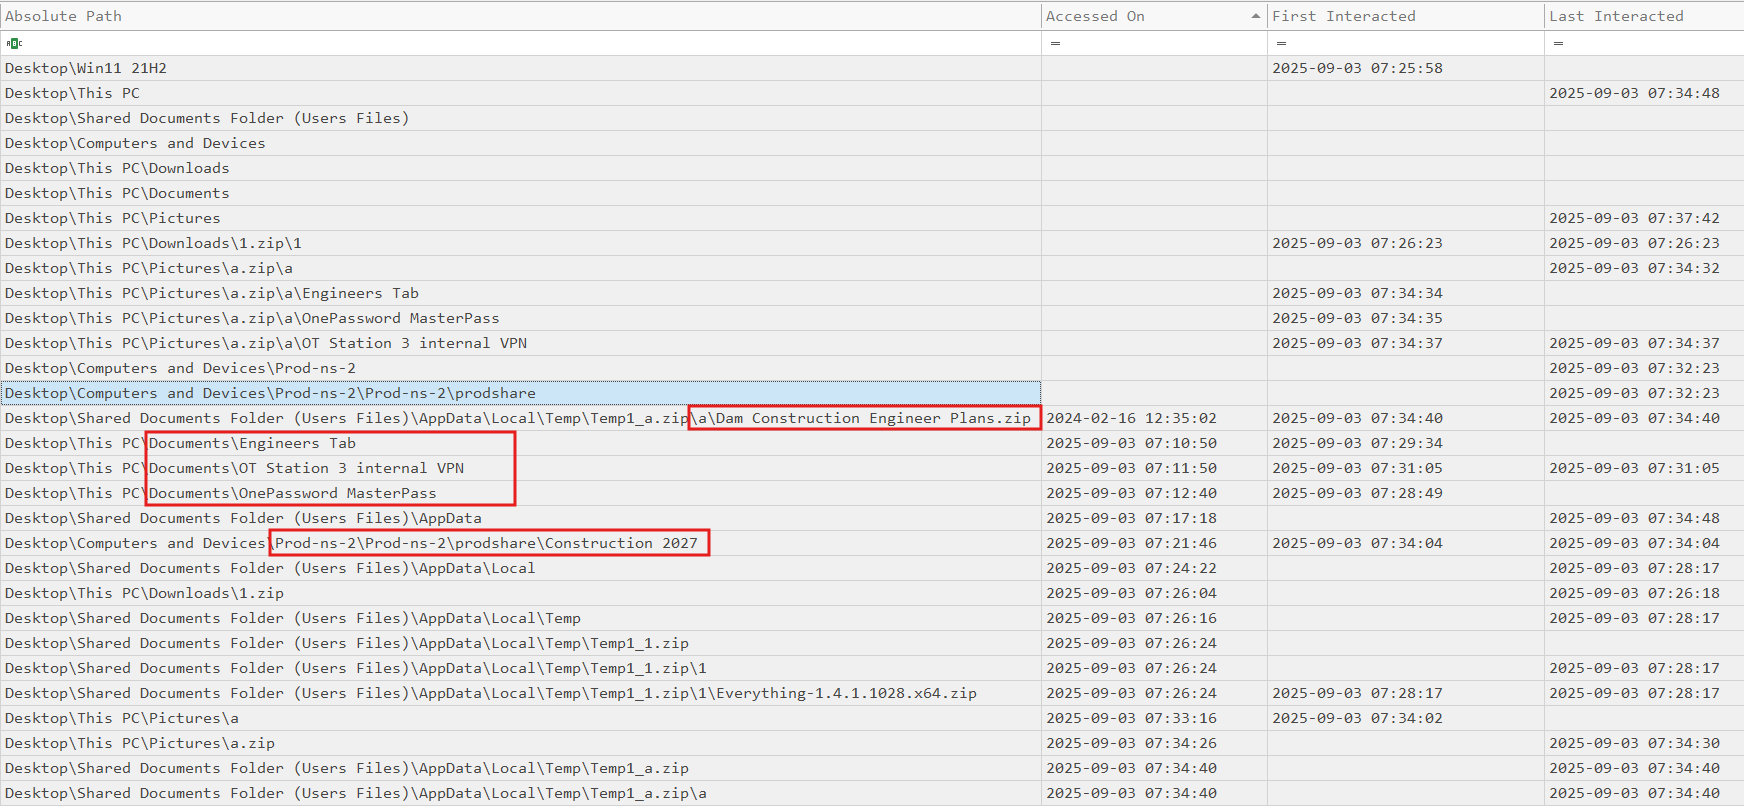 Absolute Path Accessed On First Interacted Last Interacted
= = =
Desktop\Win11 21H2 2025-09-03 07:25:58
Desktop\This PC 2025-09-03 07:34:48
Desktop\Shared Documents Folder (Users Files)
Desktop\Computers and Devices
Desktop\This PC\Downloads
Desktop\This PC\Documents
Desktop\This PC\Pictures 2025-09-03 07:37:42
Desktop\This PC\Downloads\1.zip\1 2025-09-03 07:26:23 2025-09-03 07:26:23
Desktop\This PC\Pictures\a.zip\a 2025-09-03 07:34:32
Desktop\This PC\Pictures\a.zip\a\Engineers Tab 2025-09-03 07:34:34
Desktop\This PC\Pictures\a.zip\a\OnePassword MasterPass 2025-09-03 07:34:35
Desktop\This PC\Pictures\a.zip\a\OT Station 3 internal VPN 2025-09-03 07:34:37 2025-09-03 07:34:37
Desktop\Computers and Devices\Prod-ns-2 2025-09-03 07:32:23
Desktop\Computers and Devices\Prod-ns-2\Prod-ns-2\prodshare 2025-09-03 07:32:23
Desktop\Shared Documents Folder (Users Files)\AppData\Local\Temp\Temp1_a.zip\a\Dam Construction Engineer Plans.zip 2024-02-16 12:35:02 2025-09-03 07:34:40 2025-09-03 07:34:40
Desktop\This PC\Documents\Engineers Tab 2025-09-03 07:10:50 2025-09-03 07:29:34
Desktop\This PC\Documents\OT Station 3 internal VPN 2025-09-03 07:11:50 2025-09-03 07:31:05 2025-09-03 07:31:05
Desktop\This PC\Documents\OnePassword MasterPass 2025-09-03 07:12:40 2025-09-03 07:28:49
Desktop\Shared Documents Folder (Users Files)\AppData 2025-09-03 07:17:18 2025-09-03 07:34:48
Desktop\Computers and Devices\Prod-ns-2\Prod-ns-2\prodshare\Construction 2027 2025-09-03 07:21:46 2025-09-03 07:34:04 2025-09-03 07:34:04
Desktop\Shared Documents Folder (Users Files)\AppData\Local 2025-09-03 07:24:22 2025-09-03 07:28:17
Desktop\This PC\Downloads\1.zip 2025-09-03 07:26:04 2025-09-03 07:26:18
Desktop\Shared Documents Folder (Users Files)\AppData\Local\Temp 2025-09-03 07:26:16 2025-09-03 07:28:17
Desktop\Shared Documents Folder (Users Files)\AppData\Local\Temp\Temp1_1.zip 2025-09-03 07:26:24
Desktop\Shared Documents Folder (Users Files)\AppData\Local\Temp\Temp1_1.zip\1 2025-09-03 07:26:24 2025-09-03 07:28:17
Desktop\Shared Documents Folder (Users Files)\AppData\Local\Temp\Temp1_1.zip\1\Everything-1.4.1.1028.x64.zip 2025-09-03 07:26:24 2025-09-03 07:28:17 2025-09-03 07:28:17
Desktop\This PC\Pictures\a 2025-09-03 07:33:16 2025-09-03 07:34:02
Desktop\This PC\Pictures\a.zip 2025-09-03 07:34:26 2025-09-03 07:34:30
Desktop\Shared Documents Folder (Users Files)\AppData\Local\Temp\Temp1_a.zip 2025-09-03 07:34:40 2025-09-03 07:34:40
Desktop\Shared Documents Folder (Users Files)\AppData\Local\Temp\Temp1_a.zip\a 2025-09-03 07:34:40 2025-09-03 07:34:40